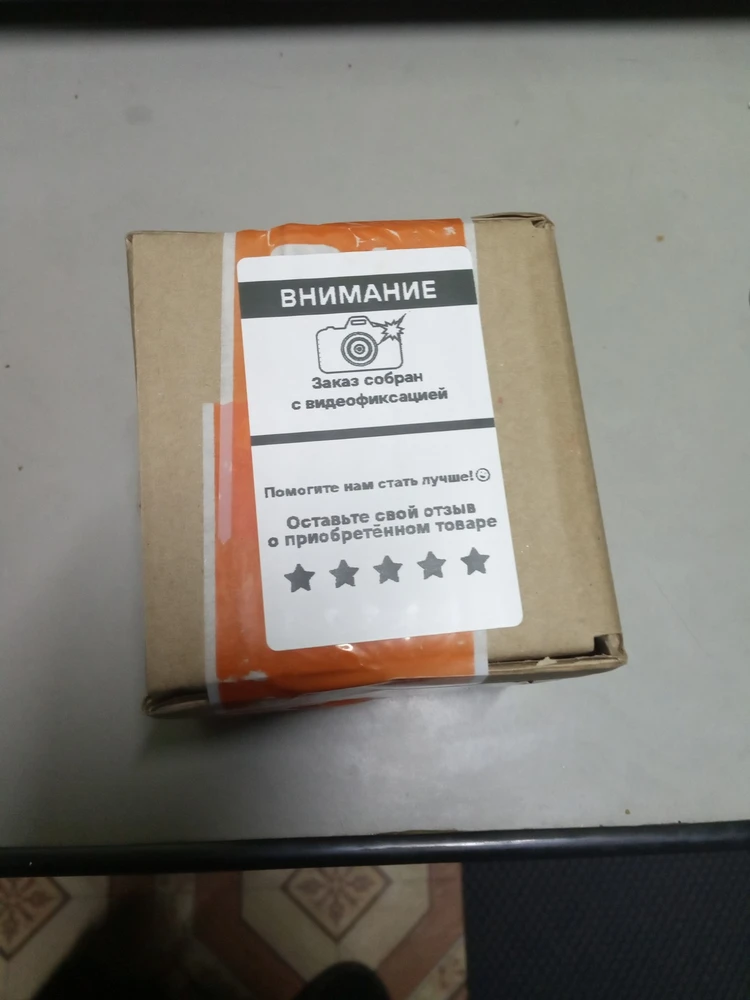 ВНИМАНИЕ
Заказ собран
с видеофиксацией
Помогите нам стать лучше!
Оставьте свой отзыв
о приобретённом товаре